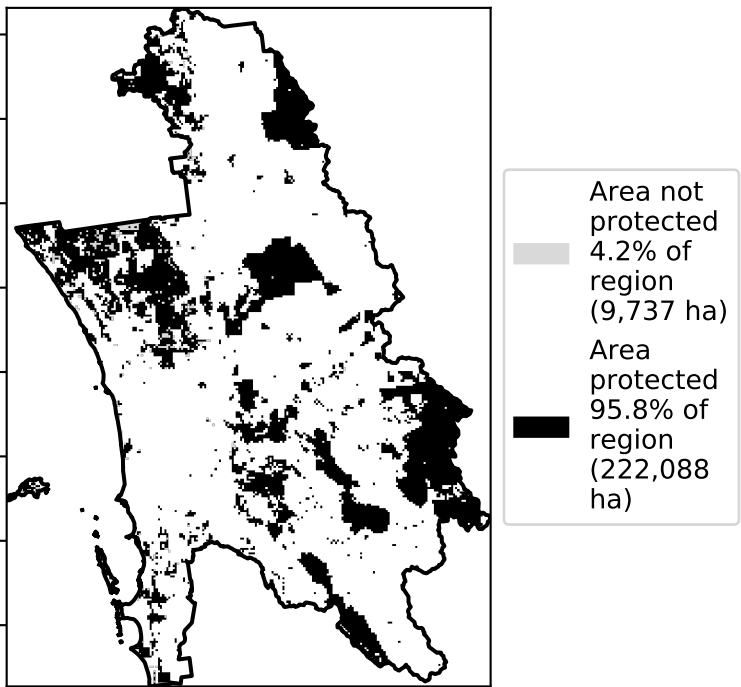 Area not
protected
4.2% of
region
(9,737 ha)
Area
protected
95.8% of
region
(222,088
ha)